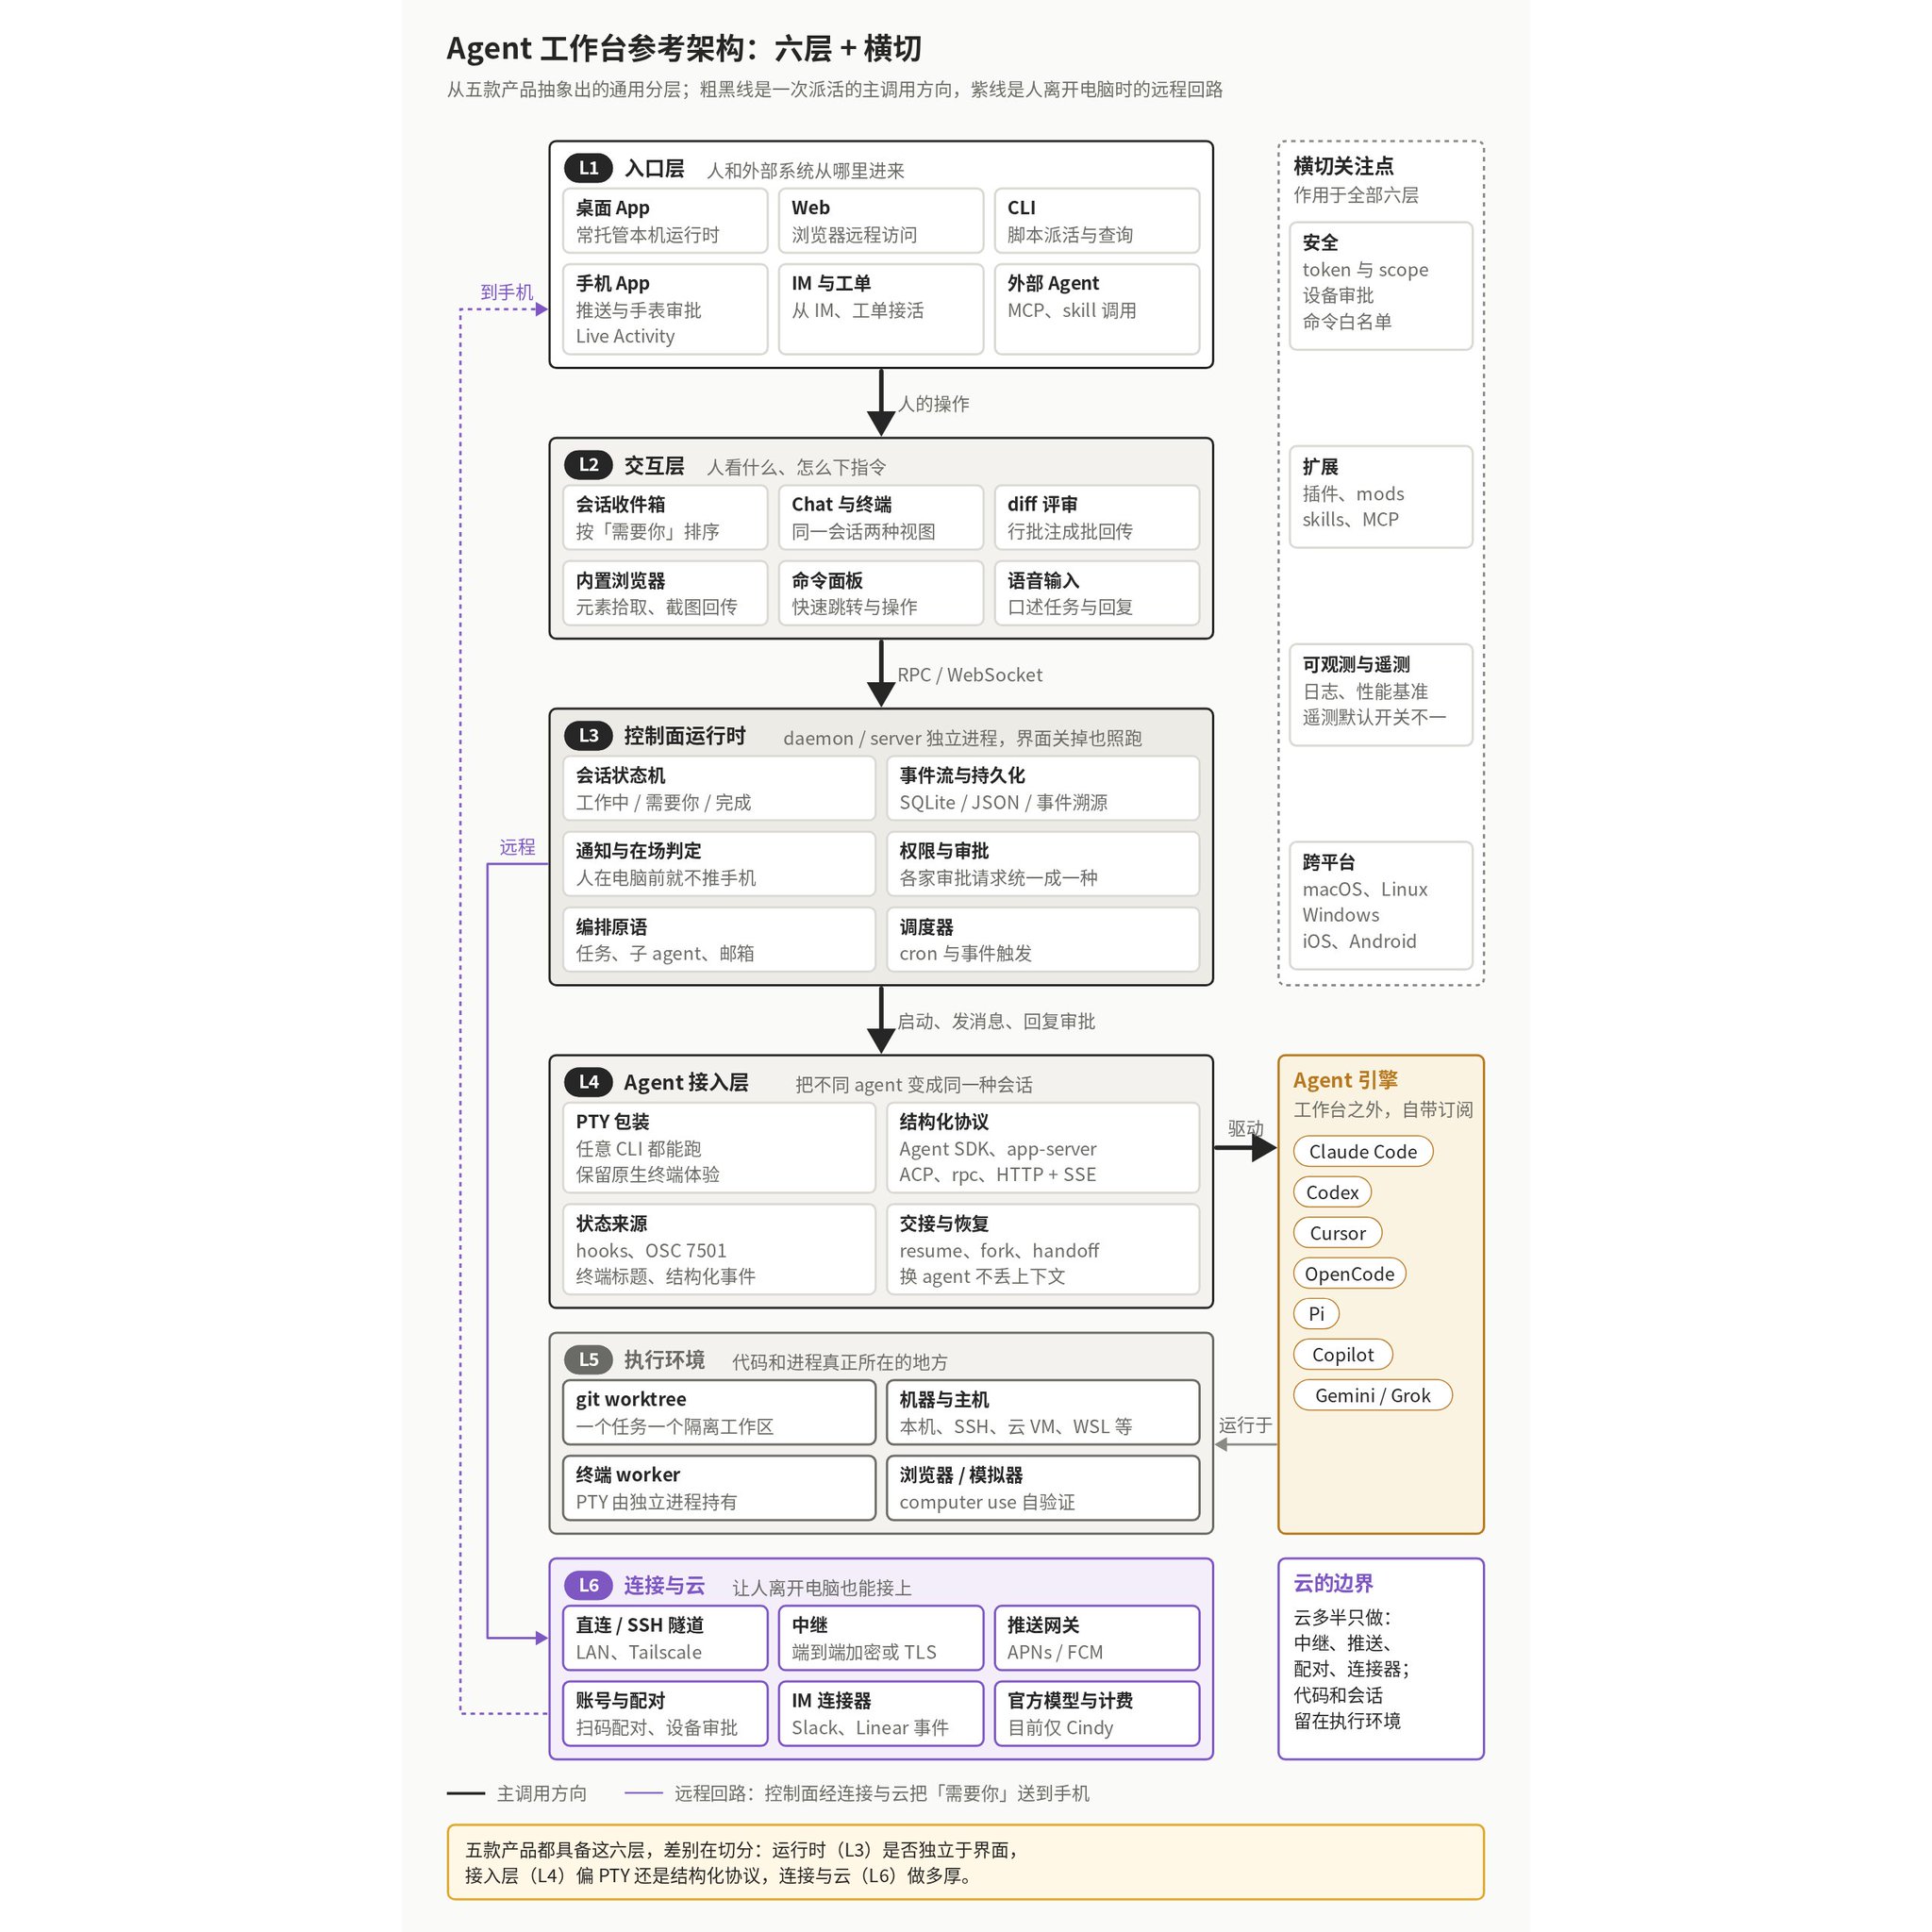 Agent 工作台参考架构：六层 + 横切
从五款产品抽象出的通用分层；粗黑线是一次派活的主调用方向，紫线是人离开电脑时的远程回路
L1 入口层 人和外部系统从哪里进来
桌面 App
常托管本机运行时
Web
浏览器远程访问
CLI
脚本派活与查询
手机 App
推送与手表审批
Live Activity
IM 与工单
从 IM、工单接活
外部 Agent
MCP、skill 调用
到手机
人的操作
L2 交互层 人看什么、怎么下指令
会话收件箱
按「需要你」排序
Chat 与终端
同一会话两种视图
diff 评审
行批注成批回传
内置浏览器
元素拾取、截图回传
命令面板
快速跳转与操作
语音输入
口述任务与回复
RPC / WebSocket
L3 控制面运行时 daemon / server 独立进程，界面关掉也照跑
会话状态机
工作中 / 需要你 / 完成
事件流与持久化
SQLite / JSON / 事件溯源
通知与在场判定
人在电脑前就不推手机
权限与审批
各家审批请求统一成一种
编排原语
任务、子 agent、邮箱
调度器
cron 与事件触发
远程
启动、发消息、回复审批
横切关注点
作用于全部六层
安全
token 与 scope
设备审批
命令白名单
扩展
插件、mods
skills、MCP
可观测与遥测
日志、性能基准
遥测默认开关不一
跨平台
macOS、Linux
Windows
iOS、Android
L4 Agent 接入层 把不同 agent 变成同一种会话
PTY 包装
任意 CLI 都能跑
保留原生终端体验
结构化协议
Agent SDK、app-server
ACP、rpc、HTTP + SSE
状态来源
hooks、OSC 7501
终端标题、结构化事件
交接与恢复
resume、fork、handoff
换 agent 不丢上下文
驱动
Agent 引擎
工作台之外，自带订阅
Claude Code
Codex
Cursor
OpenCode
Pi
Copilot
Gemini / Grok
L5 执行环境 代码和进程真正所在的地方
git worktree
一个任务一个隔离工作区
机器与主机
本机、SSH、云 VM、WSL 等
终端 worker
PTY 由独立进程持有
浏览器 / 模拟器
computer use 自验证
运行于
L6 连接与云 让人离开电脑也能接上
直连 / SSH 隧道
LAN、Tailscale
中继
端到端加密或 TLS
推送网关
APNs / FCM
账号与配对
扫码配对、设备审批
IM 连接器
Slack、Linear 事件
官方模型与计费
目前仅 Cindy
云的边界
云多半只做：
中继、推送、
配对、连接器；
代码和会话
留在执行环境
主调用方向
远程回路：控制面经连接与云把「需要你」送到手机
五款产品都具备这六层，差别在切分：运行时（L3）是否独立于界面，
接入层（L4）偏 PTY 还是结构化协议，连接与云（L6）做多厚。